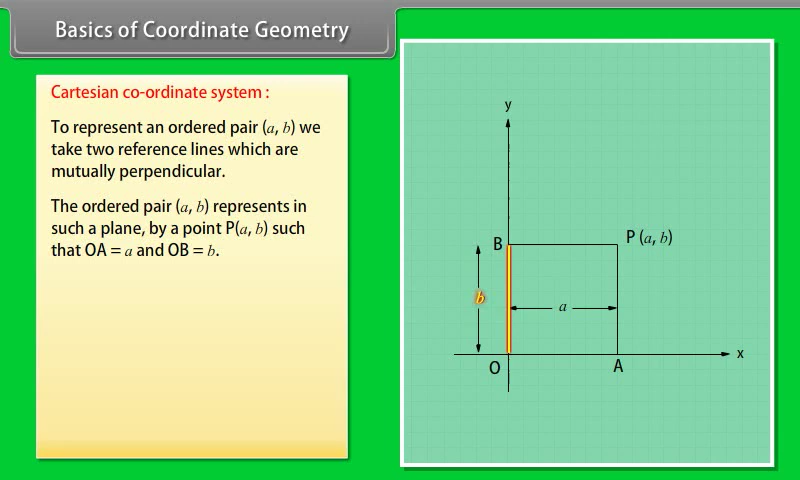 Basics of Coordinate Geometry
Cartesian co-ordinate system :
To represent an ordered pair (a, b) we
take two reference lines which are
mutually perpendicular.
The ordered pair (a, b) represents in
such a plane, by a point P(a, b) such
that OA = a and OB = b.
y
B
P (a, b)
b
a
x
O
A